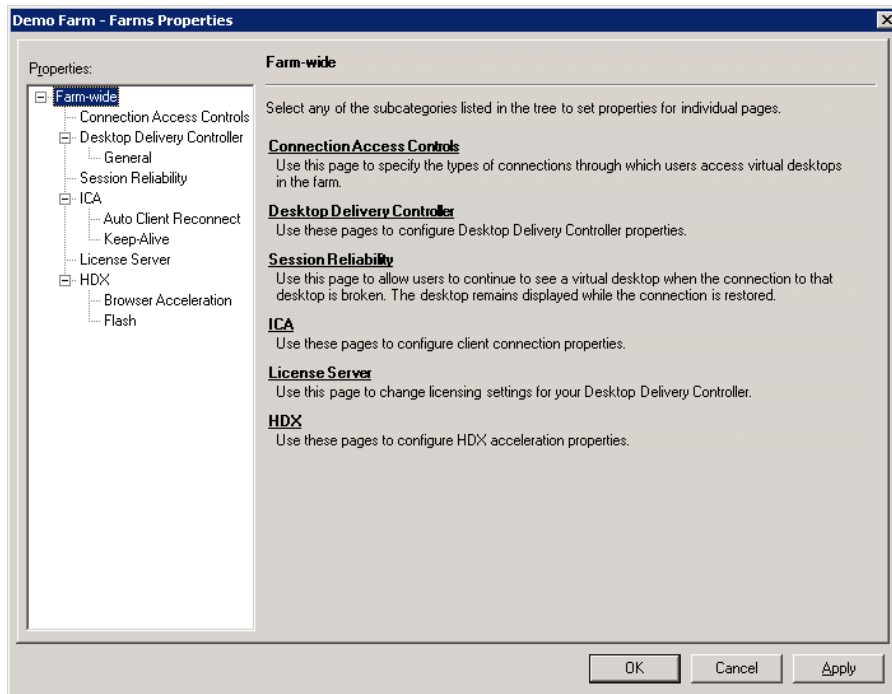 Demo Farm - Farms Properties
Properties:
Farm-wide
Connection Access Controls
Desktop Delivery Controller
General
Session Reliability
ICA
Auto Client Reconnect
Keep-Alive
License Server
HDX
Browser Acceleration
Flash
Farm-wide
Select any of the subcategories listed in the tree to set properties for individual pages.
Connection Access Controls
Use this page to specify the types of connections through which users access virtual desktops
in the farm.
Desktop Delivery Controller
Use these pages to configure Desktop Delivery Controller properties.
Session Reliability
Use this page to allow users to continue to see a virtual desktop when the connection to that
desktop is broken. The desktop remains displayed while the connection is restored.
ICA
Use these pages to configure client connection properties.
License Server
Use this page to change licensing settings for your Desktop Delivery Controller.
HDX
Use these pages to configure HDX acceleration properties.
OK
Cancel
Apply